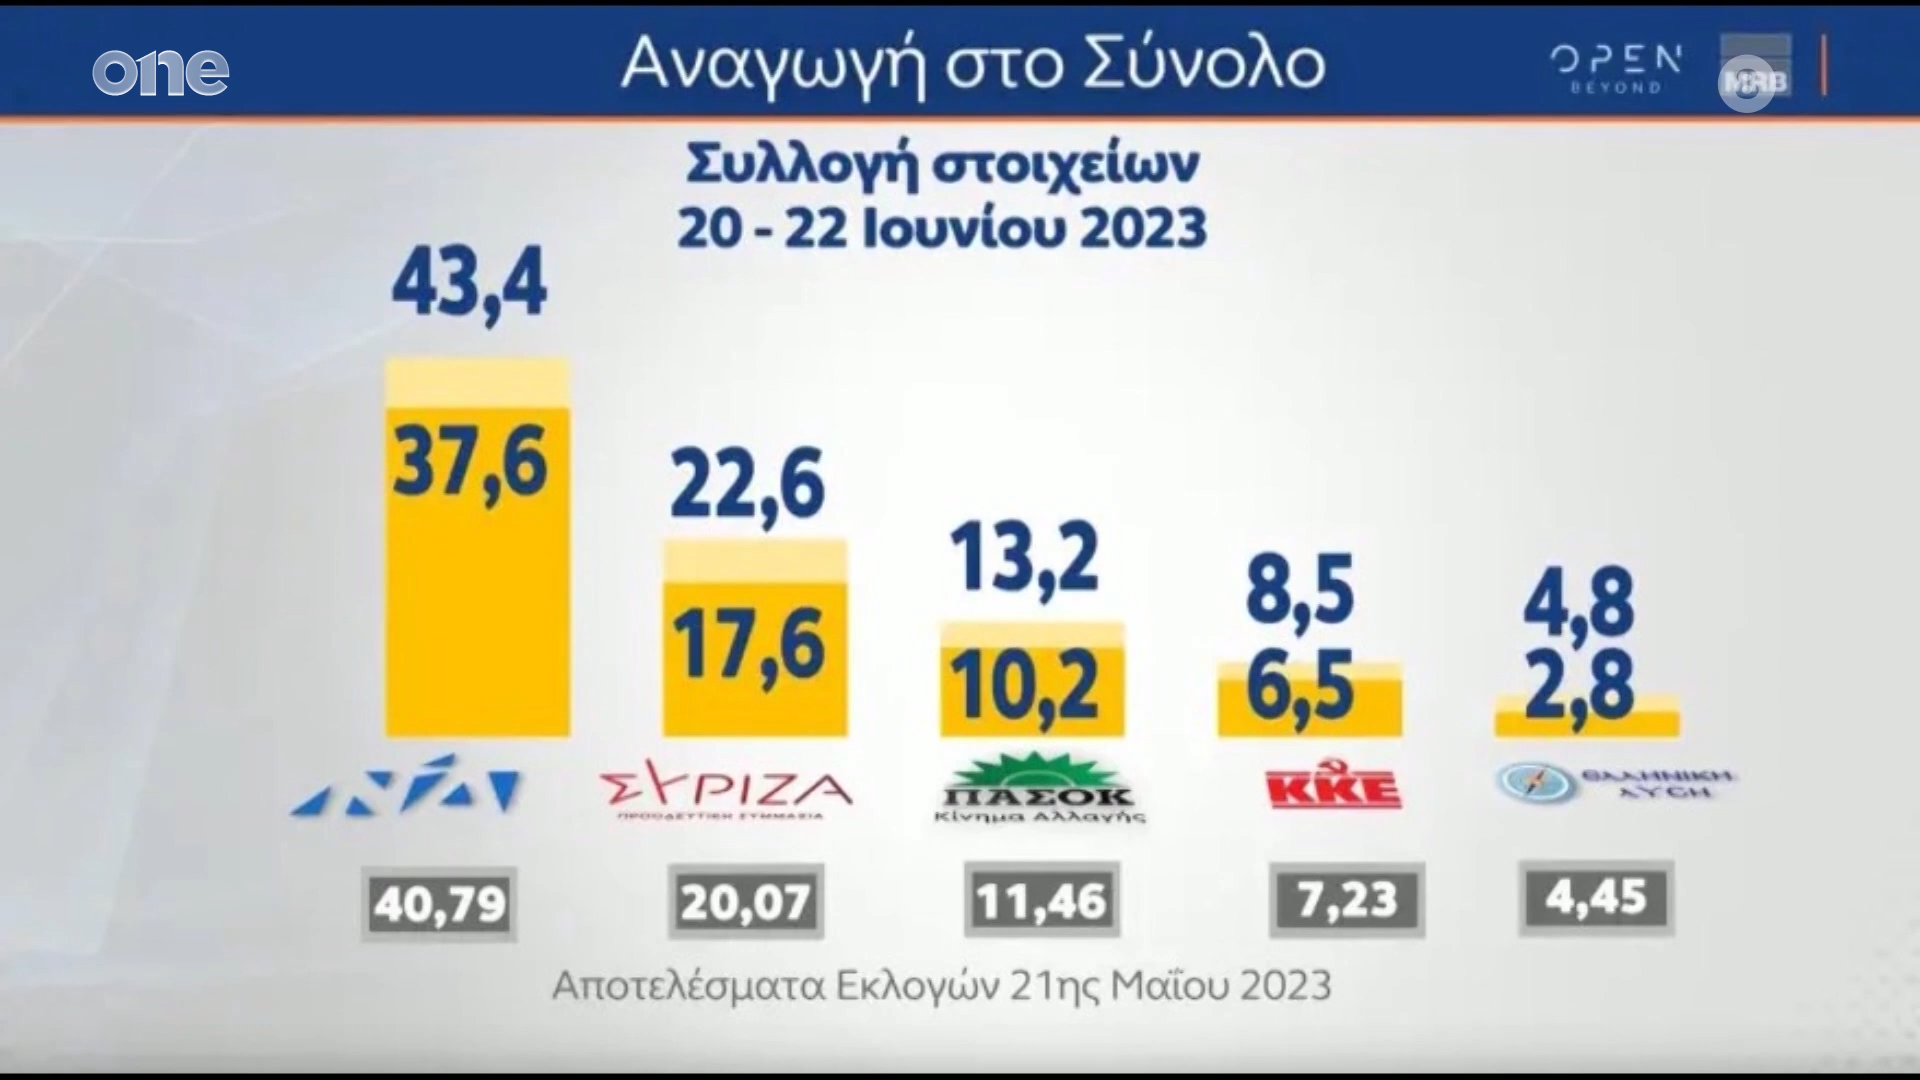 one
Αναγωγή στο Σύνολο
OPEN
BEYOND
MRB
Συλλογή στοιχείων
20 - 22 Ιουνίου 2023
43,4
37,6
22,6
17,6
13,2
10,2
8,5
6,5
4,8
2,8
ΣΥΡΙΖΑ
ΠΡΟΟΔΕΥΤΙΚΗ ΣΥΜΜΑΧΙΑ
ΠΑΣΟΚ
Κίνημα Αλλαγής
ΚΚΕ
ΕΛΛΗΝΙΚΗ
ΛΥΣΗ
40,79
20,07
11,46
7,23
4,45
Αποτελέσματα Εκλογών 21ης Μαΐου 2023